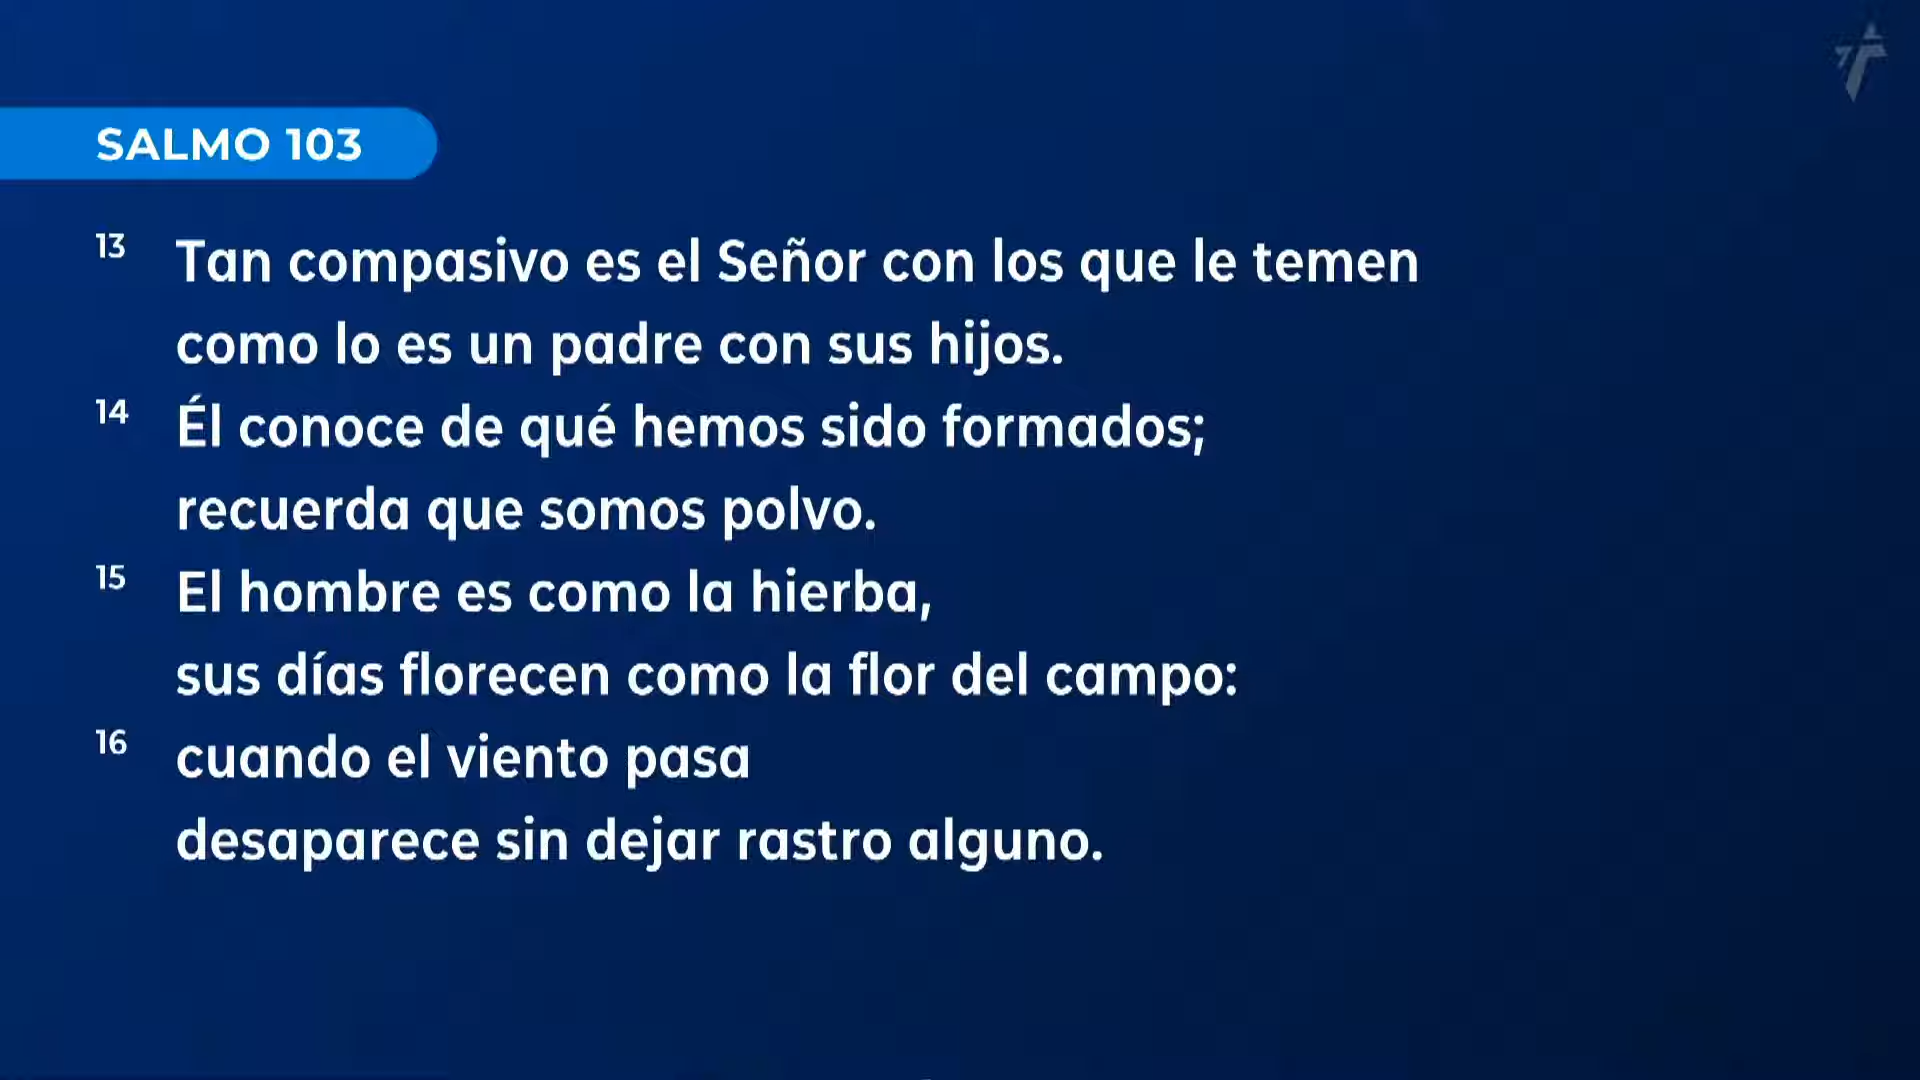 SALMO 103
13 Tan compasivo es el Señor con los que le temen
como lo es un padre con sus hijos.
14 Él conoce de qué hemos sido formados;
recuerda que somos polvo.
15 El hombre es como la hierba,
sus días florecen como la flor del campo:
16 cuando el viento pasa
desaparece sin dejar rastro alguno.